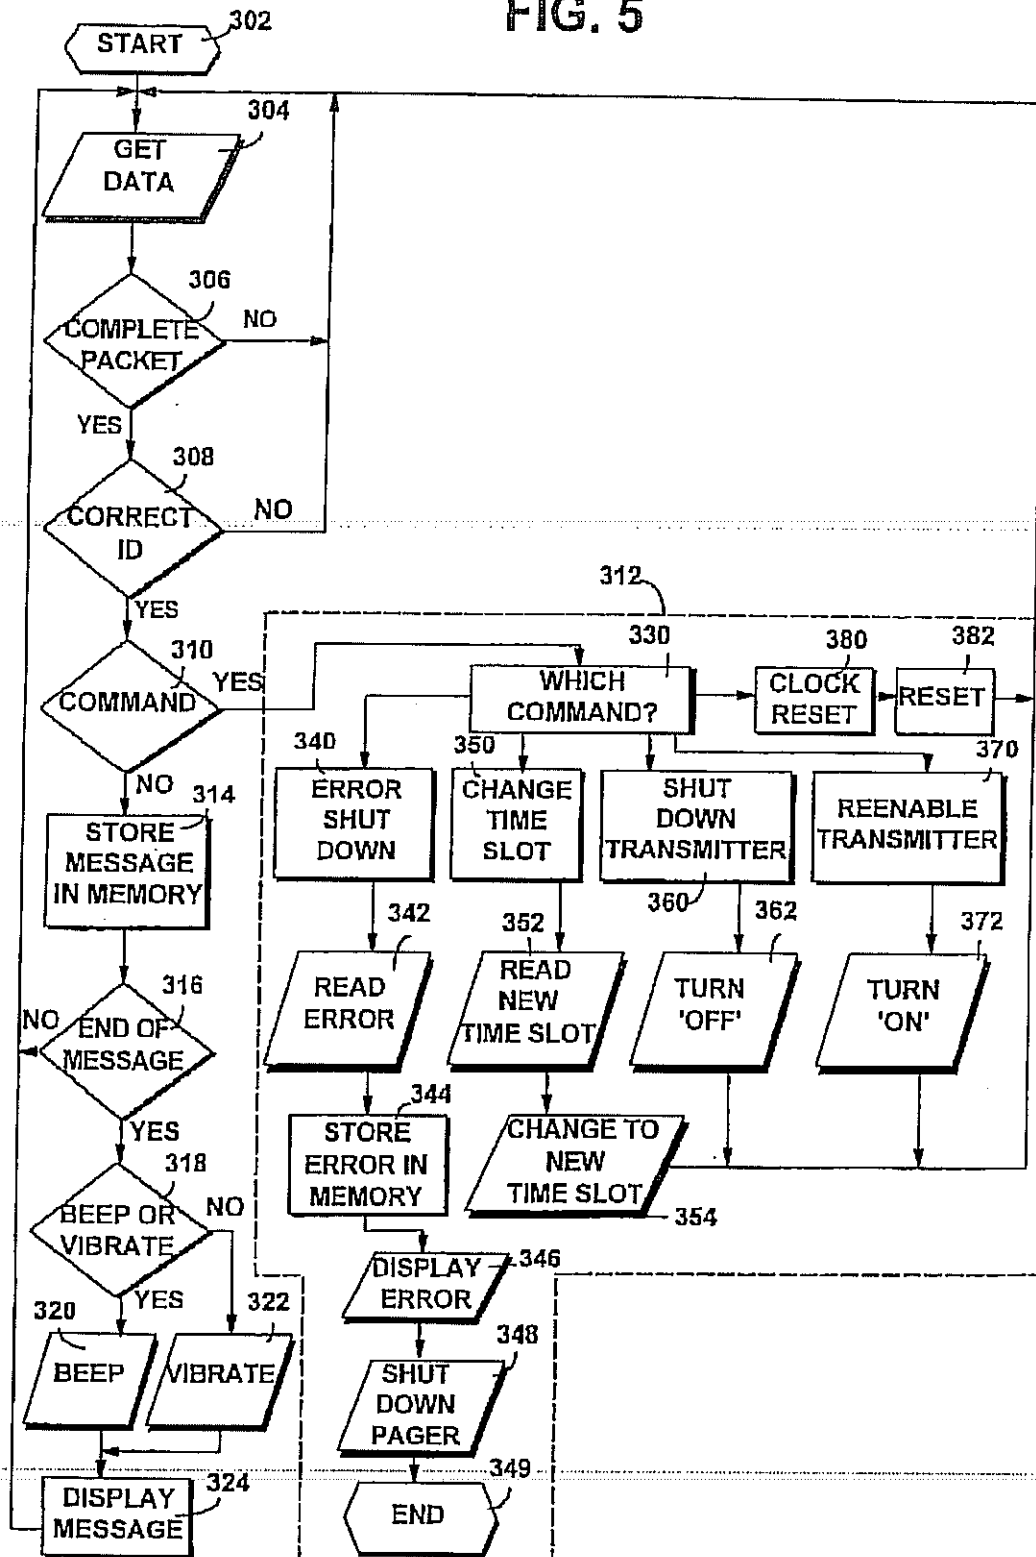 FIG. 5
302
START
304
GET
DATA
306
COMPLETE
PACKET
NO
YES
308
CORRECT
ID
NO
YES
310
COMMAND
YES
NO
314
STORE
MESSAGE
IN MEMORY
316
END OF
MESSAGE
NO
YES
318
BEEP OR
VIBRATE
NO
YES
320
BEEP
322
VIBRATE
324
DISPLAY
MESSAGE
312
330
WHICH
COMMAND?
380
CLOCK
RESET
382
RESET
340
ERROR
SHUT
DOWN
350
CHANGE
TIME
SLOT
SHUT
DOWN
TRANSMITTER
360
370
REENABLE
TRANSMITTER
342
READ
ERROR
352
READ
NEW
TIME SLOT
362
TURN
'OFF'
372
TURN
'ON'
344
STORE
ERROR IN
MEMORY
CHANGE TO
NEW
TIME SLOT
354
346
DISPLAY
ERROR
348
SHUT
DOWN
PAGER
349
END